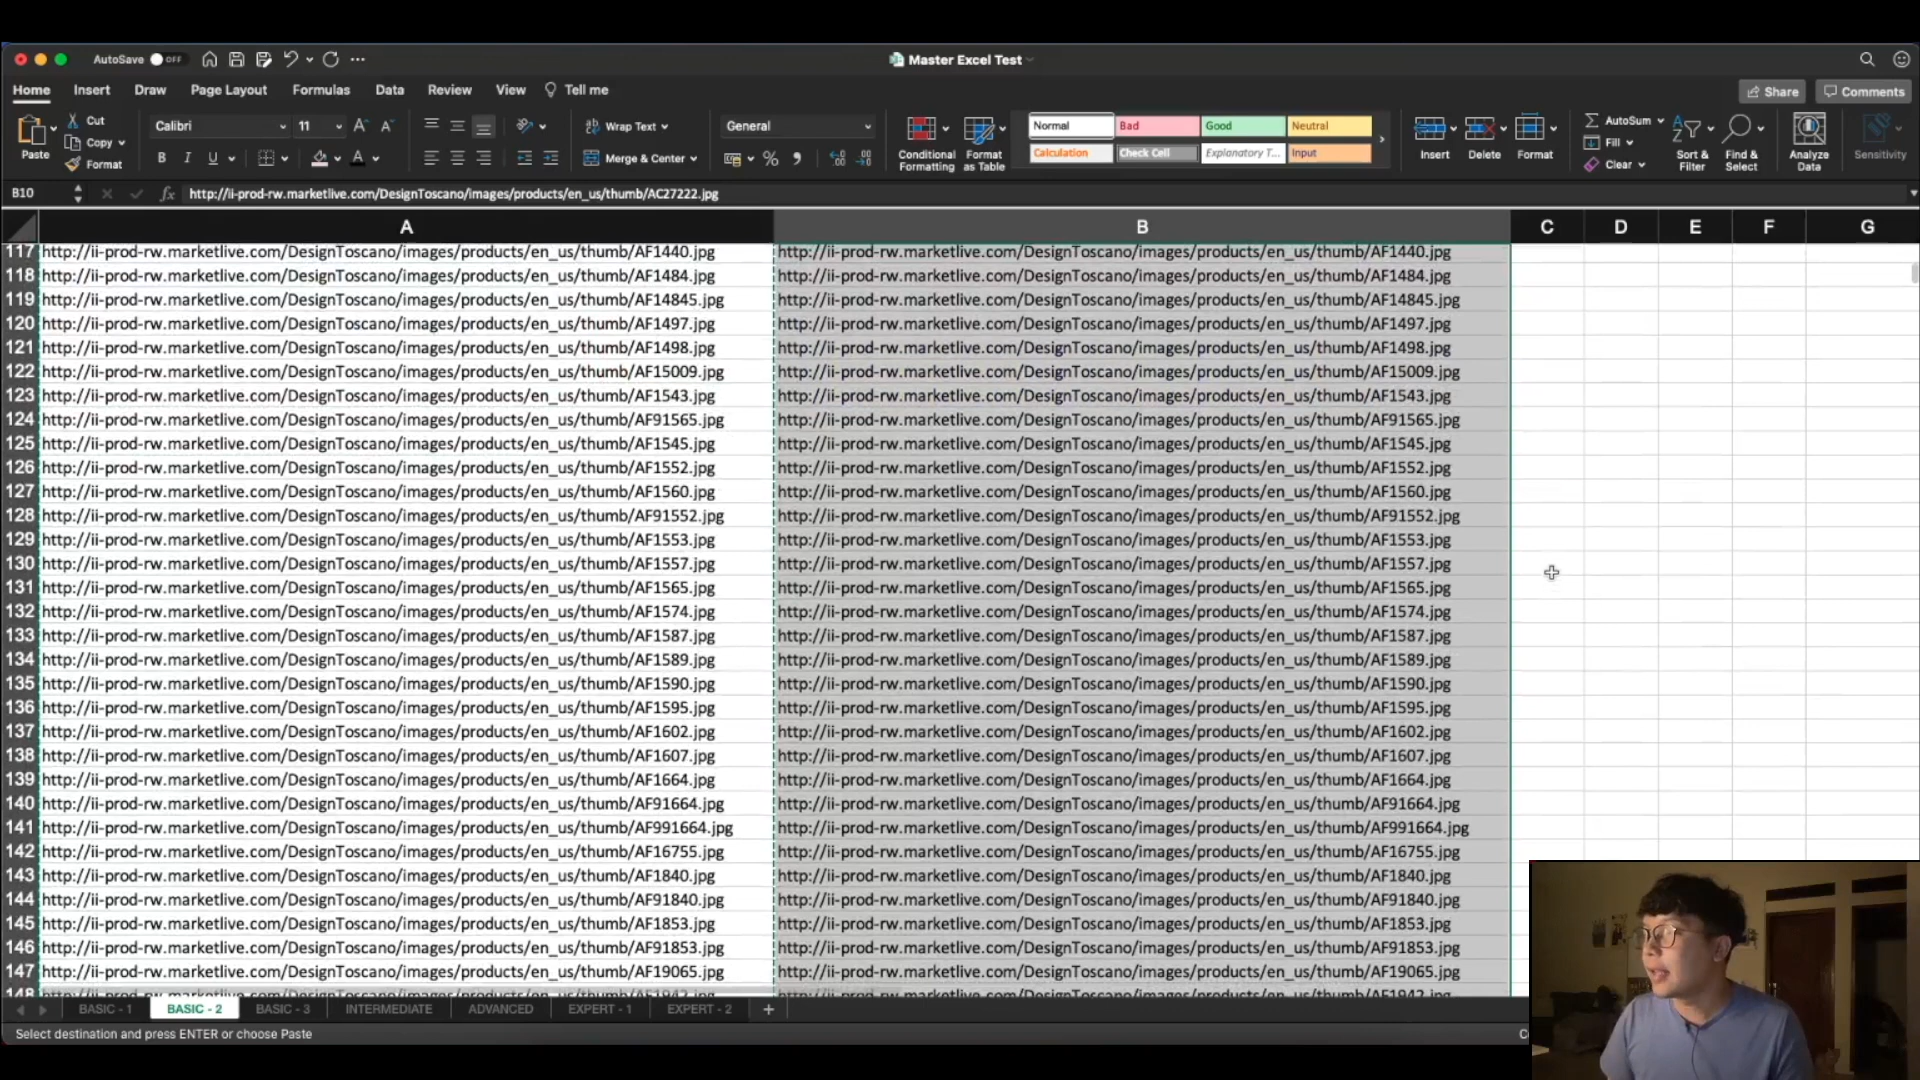 AutoSave OFF
Master Excel Test
Home Insert Draw Page Layout Formulas Data Review View Tell me
Share Comments
Paste
Cut
Copy
Format
Calibri 11
B I U
Wrap Text
Merge & Center
General
Conditional Formatting
Format as Table
Normal Bad Good Neutral
Calculation Check Cell Explanatory T... Input
Insert
Delete
Format
AutoSum
Fill
Clear
Sort & Filter
Find & Select
Analyze Data
Sensitivity
B10 fx http://ii-prod-rw.marketlive.com/DesignToscano/images/products/en_us/thumb/AC27222.jpg
A B C D E F G
117 http://ii-prod-rw.marketlive.com/DesignToscano/images/products/en_us/thumb/AF1440.jpg http://ii-prod-rw.marketlive.com/DesignToscano/images/products/en_us/thumb/AF1440.jpg
118 http://ii-prod-rw.marketlive.com/DesignToscano/images/products/en_us/thumb/AF1484.jpg http://ii-prod-rw.marketlive.com/DesignToscano/images/products/en_us/thumb/AF1484.jpg
119 http://ii-prod-rw.marketlive.com/DesignToscano/images/products/en_us/thumb/AF14845.jpg http://ii-prod-rw.marketlive.com/DesignToscano/images/products/en_us/thumb/AF14845.jpg
120 http://ii-prod-rw.marketlive.com/DesignToscano/images/products/en_us/thumb/AF1497.jpg http://ii-prod-rw.marketlive.com/DesignToscano/images/products/en_us/thumb/AF1497.jpg
121 http://ii-prod-rw.marketlive.com/DesignToscano/images/products/en_us/thumb/AF1498.jpg http://ii-prod-rw.marketlive.com/DesignToscano/images/products/en_us/thumb/AF1498.jpg
122 http://ii-prod-rw.marketlive.com/DesignToscano/images/products/en_us/thumb/AF15009.jpg http://ii-prod-rw.marketlive.com/DesignToscano/images/products/en_us/thumb/AF15009.jpg
123 http://ii-prod-rw.marketlive.com/DesignToscano/images/products/en_us/thumb/AF1543.jpg http://ii-prod-rw.marketlive.com/DesignToscano/images/products/en_us/thumb/AF1543.jpg
124 http://ii-prod-rw.marketlive.com/DesignToscano/images/products/en_us/thumb/AF91565.jpg http://ii-prod-rw.marketlive.com/DesignToscano/images/products/en_us/thumb/AF91565.jpg
125 http://ii-prod-rw.marketlive.com/DesignToscano/images/products/en_us/thumb/AF1545.jpg http://ii-prod-rw.marketlive.com/DesignToscano/images/products/en_us/thumb/AF1545.jpg
126 http://ii-prod-rw.marketlive.com/DesignToscano/images/products/en_us/thumb/AF1552.jpg http://ii-prod-rw.marketlive.com/DesignToscano/images/products/en_us/thumb/AF1552.jpg
127 http://ii-prod-rw.marketlive.com/DesignToscano/images/products/en_us/thumb/AF1560.jpg http://ii-prod-rw.marketlive.com/DesignToscano/images/products/en_us/thumb/AF1560.jpg
128 http://ii-prod-rw.marketlive.com/DesignToscano/images/products/en_us/thumb/AF91552.jpg http://ii-prod-rw.marketlive.com/DesignToscano/images/products/en_us/thumb/AF91552.jpg
129 http://ii-prod-rw.marketlive.com/DesignToscano/images/products/en_us/thumb/AF1553.jpg http://ii-prod-rw.marketlive.com/DesignToscano/images/products/en_us/thumb/AF1553.jpg
130 http://ii-prod-rw.marketlive.com/DesignToscano/images/products/en_us/thumb/AF1557.jpg http://ii-prod-rw.marketlive.com/DesignToscano/images/products/en_us/thumb/AF1557.jpg
131 http://ii-prod-rw.marketlive.com/DesignToscano/images/products/en_us/thumb/AF1565.jpg http://ii-prod-rw.marketlive.com/DesignToscano/images/products/en_us/thumb/AF1565.jpg
132 http://ii-prod-rw.marketlive.com/DesignToscano/images/products/en_us/thumb/AF1574.jpg http://ii-prod-rw.marketlive.com/DesignToscano/images/products/en_us/thumb/AF1574.jpg
133 http://ii-prod-rw.marketlive.com/DesignToscano/images/products/en_us/thumb/AF1587.jpg http://ii-prod-rw.marketlive.com/DesignToscano/images/products/en_us/thumb/AF1587.jpg
134 http://ii-prod-rw.marketlive.com/DesignToscano/images/products/en_us/thumb/AF1589.jpg http://ii-prod-rw.marketlive.com/DesignToscano/images/products/en_us/thumb/AF1589.jpg
135 http://ii-prod-rw.marketlive.com/DesignToscano/images/products/en_us/thumb/AF1590.jpg http://ii-prod-rw.marketlive.com/DesignToscano/images/products/en_us/thumb/AF1590.jpg
136 http://ii-prod-rw.marketlive.com/DesignToscano/images/products/en_us/thumb/AF1595.jpg http://ii-prod-rw.marketlive.com/DesignToscano/images/products/en_us/thumb/AF1595.jpg
137 http://ii-prod-rw.marketlive.com/DesignToscano/images/products/en_us/thumb/AF1602.jpg http://ii-prod-rw.marketlive.com/DesignToscano/images/products/en_us/thumb/AF1602.jpg
138 http://ii-prod-rw.marketlive.com/DesignToscano/images/products/en_us/thumb/AF1607.jpg http://ii-prod-rw.marketlive.com/DesignToscano/images/products/en_us/thumb/AF1607.jpg
139 http://ii-prod-rw.marketlive.com/DesignToscano/images/products/en_us/thumb/AF1664.jpg http://ii-prod-rw.marketlive.com/DesignToscano/images/products/en_us/thumb/AF1664.jpg
140 http://ii-prod-rw.marketlive.com/DesignToscano/images/products/en_us/thumb/AF91664.jpg http://ii-prod-rw.marketlive.com/DesignToscano/images/products/en_us/thumb/AF91664.jpg
141 http://ii-prod-rw.marketlive.com/DesignToscano/images/products/en_us/thumb/AF991664.jpg http://ii-prod-rw.marketlive.com/DesignToscano/images/products/en_us/thumb/AF991664.jpg
142 http://ii-prod-rw.marketlive.com/DesignToscano/images/products/en_us/thumb/AF16755.jpg http://ii-prod-rw.marketlive.com/DesignToscano/images/products/en_us/thumb/AF16755.jpg
143 http://ii-prod-rw.marketlive.com/DesignToscano/images/products/en_us/thumb/AF1840.jpg http://ii-prod-rw.marketlive.com/DesignToscano/images/products/en_us/thumb/AF1840.jpg
144 http://ii-prod-rw.marketlive.com/DesignToscano/images/products/en_us/thumb/AF91840.jpg http://ii-prod-rw.marketlive.com/DesignToscano/images/products/en_us/thumb/AF91840.jpg
145 http://ii-prod-rw.marketlive.com/DesignToscano/images/products/en_us/thumb/AF1853.jpg http://ii-prod-rw.marketlive.com/DesignToscano/images/products/en_us/thumb/AF1853.jpg
146 http://ii-prod-rw.marketlive.com/DesignToscano/images/products/en_us/thumb/AF91853.jpg http://ii-prod-rw.marketlive.com/DesignToscano/images/products/en_us/thumb/AF91853.jpg
147 http://ii-prod-rw.marketlive.com/DesignToscano/images/products/en_us/thumb/AF19065.jpg http://ii-prod-rw.marketlive.com/DesignToscano/images/products/en_us/thumb/AF19065.jpg
BASIC - 1 BASIC - 2 BASIC - 3 INTERMEDIATE ADVANCED EXPERT - 1 EXPERT - 2
Select destination and press ENTER or choose Paste